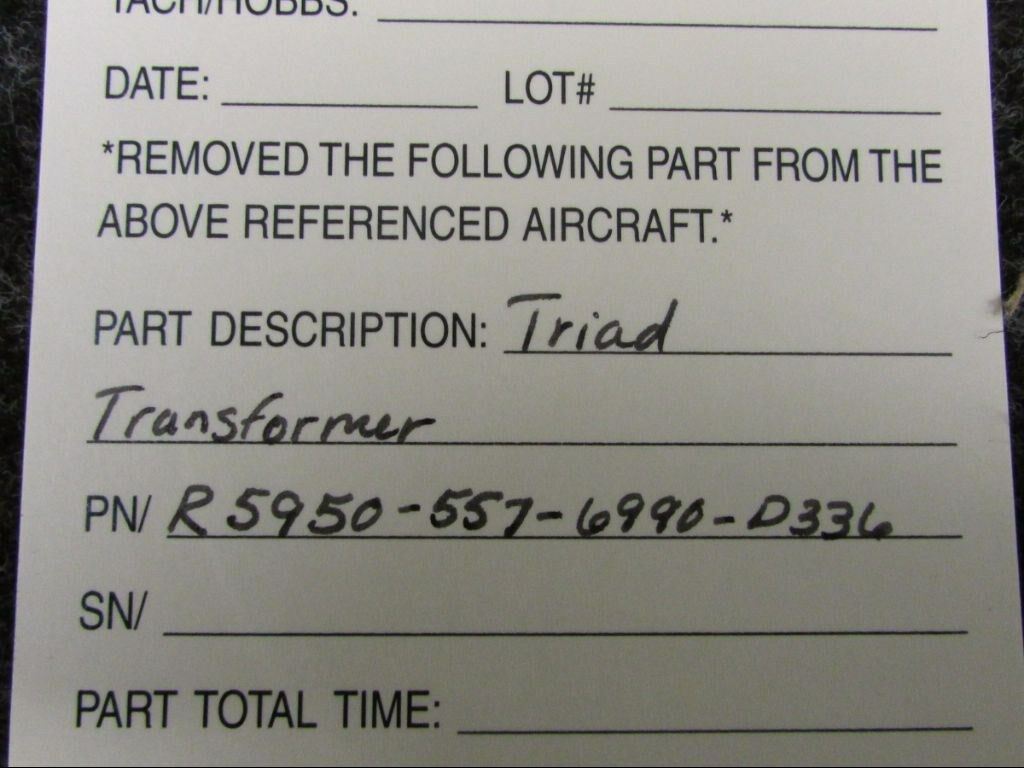 TACH/HOBBS:
DATE: LOT#
*REMOVED THE FOLLOWING PART FROM THE
ABOVE REFERENCED AIRCRAFT.*
PART DESCRIPTION: Triad
Transformer
PN/ R5950-557-6990-D336
SN/
PART TOTAL TIME: